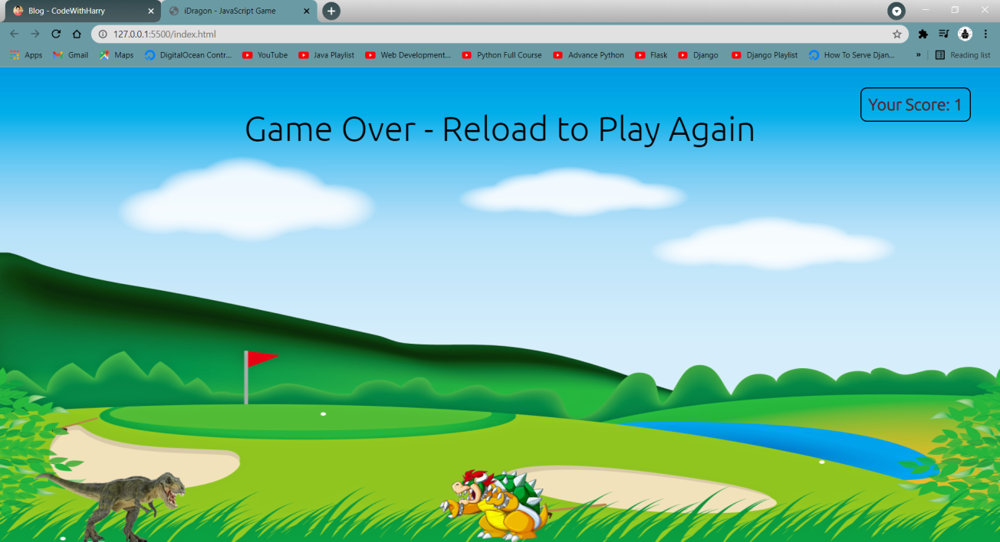 Blog - CodeWithHarry
iDragon - JavaScript Game
127.0.0.1:5500/index.html
Apps
Gmail
Maps
DigitalOcean Contr...
YouTube
Java Playlist
Web Development...
Python Full Course
Advance Python
Flask
Django
Django Playlist
How To Serve Djan...
»
Reading list
Your Score: 1
Game Over - Reload to Play Again